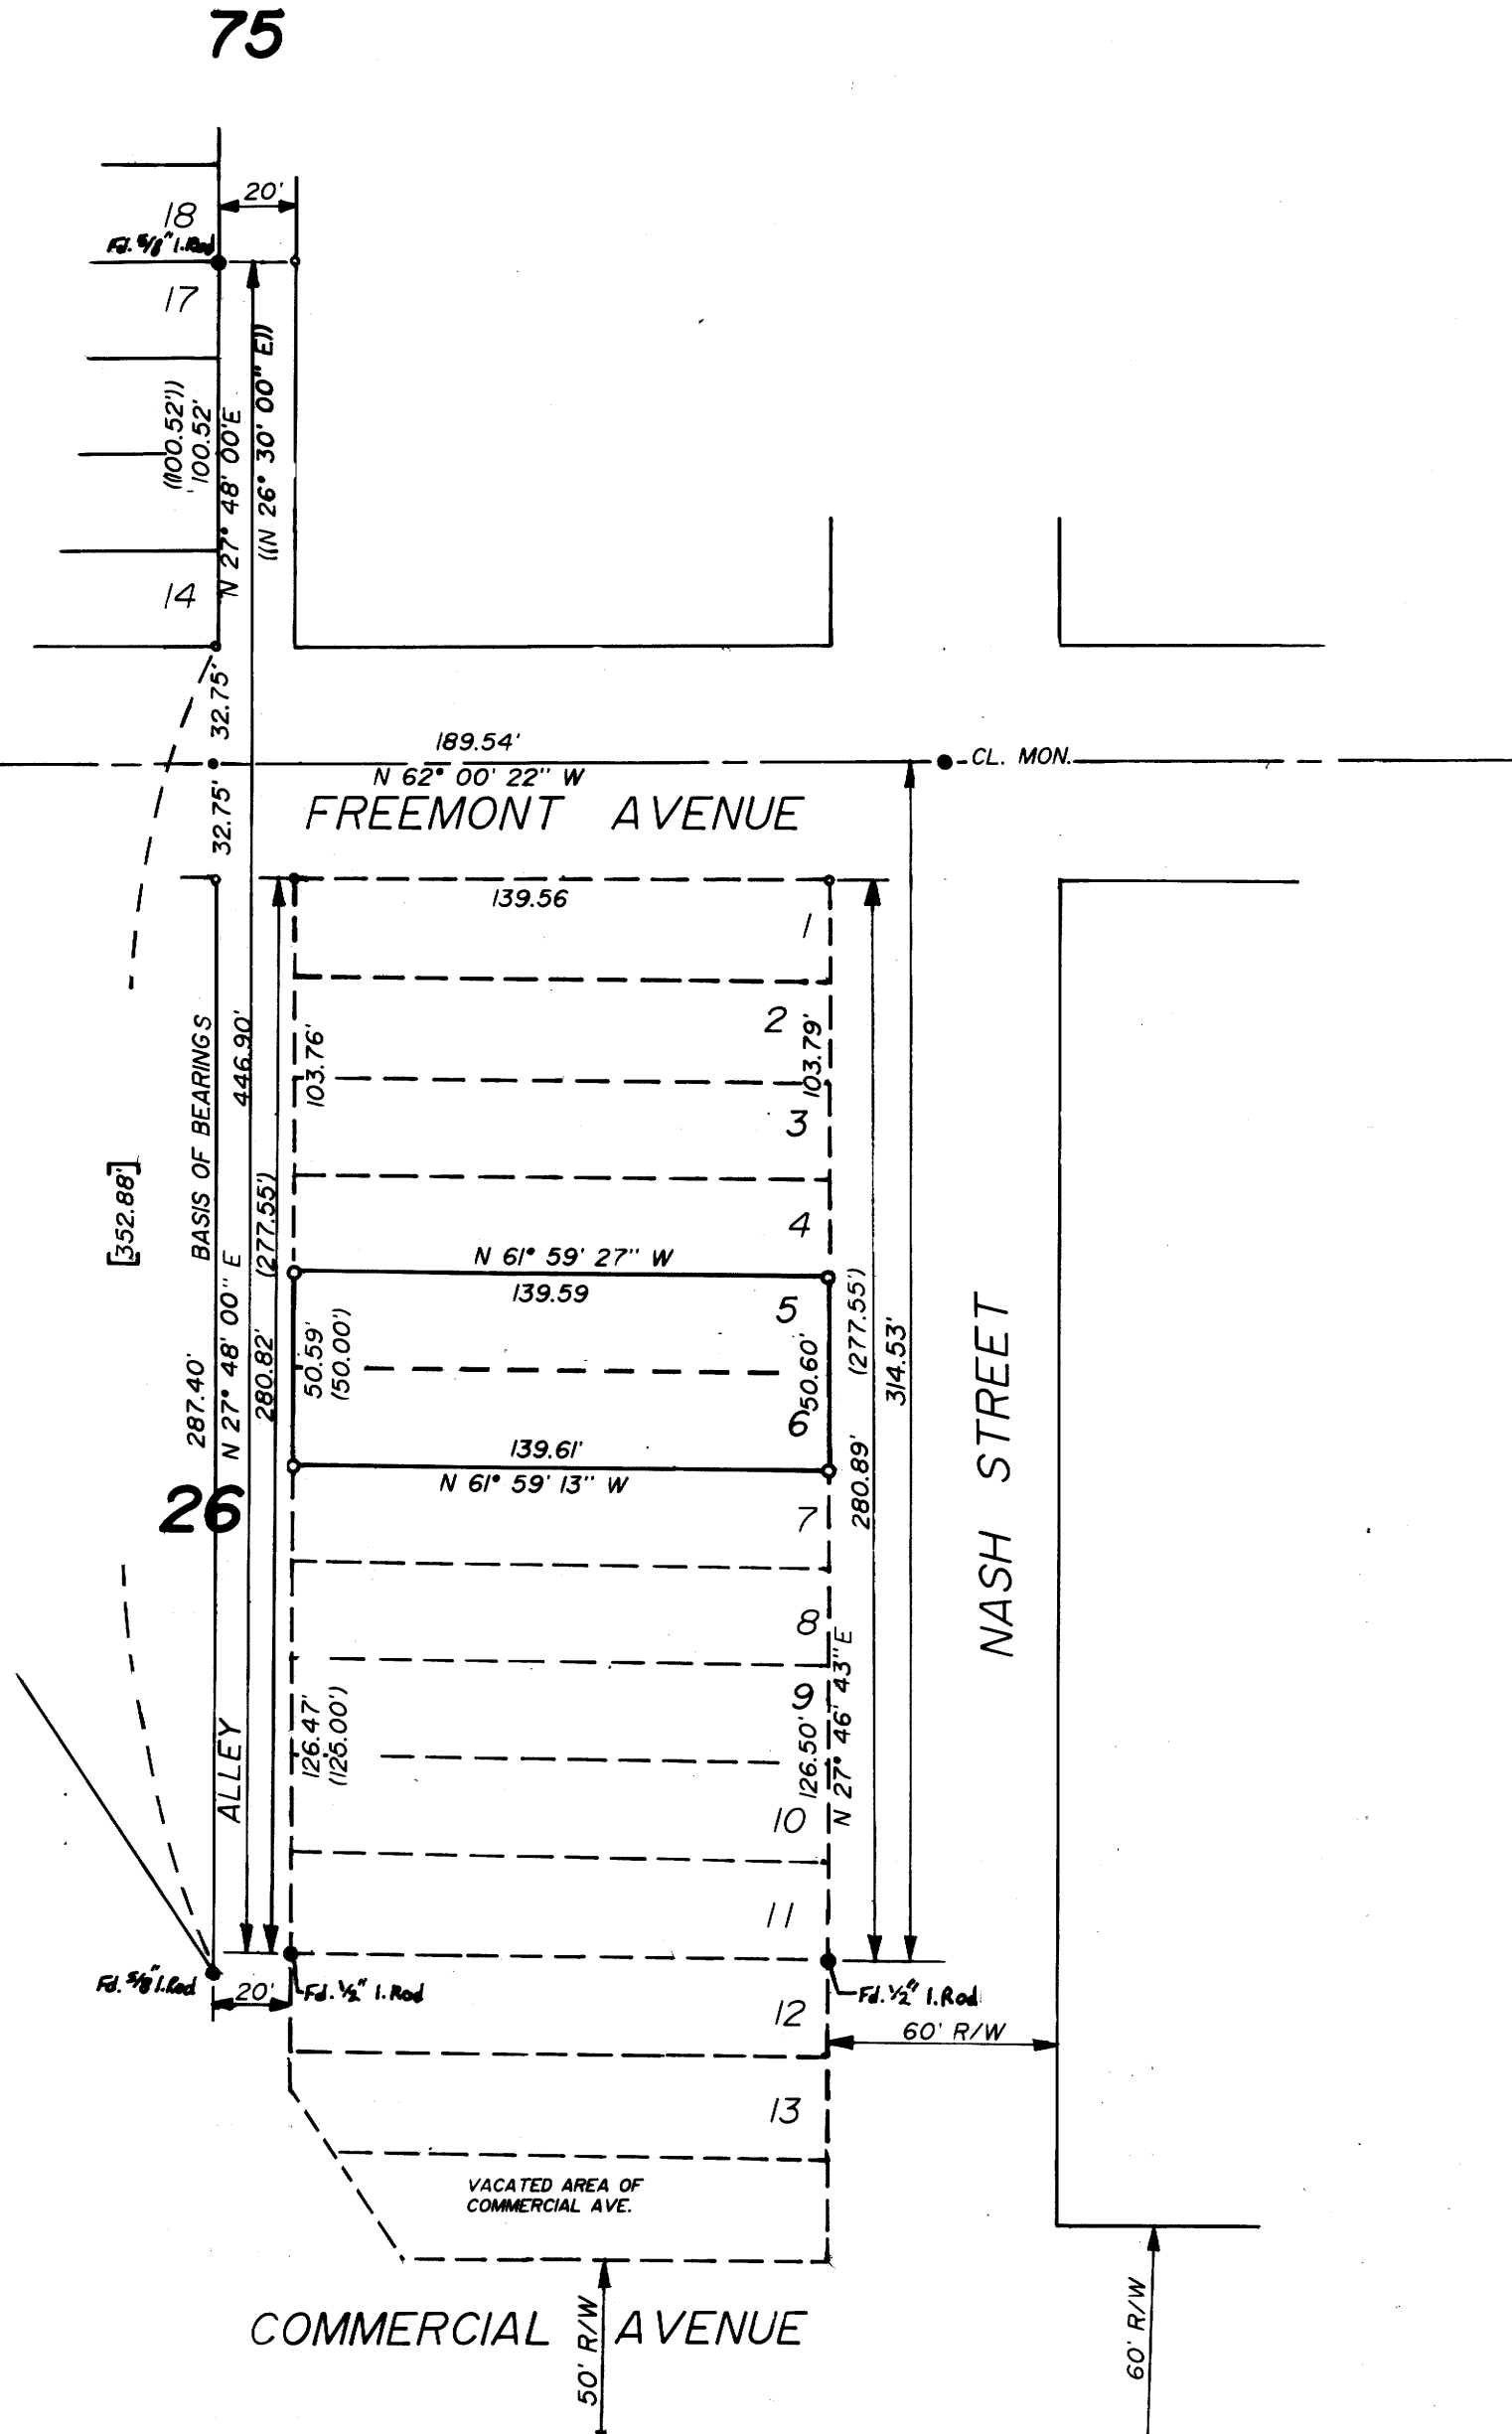 75
20'
18
Fd. 5/8" I.Rod
17
((100.52'))
100.52'
N 27° 48' 00'E
((N 26° 30' 00" E))
14
32.75'
189.54'
CL. MON.
N 62° 00' 22" W
32.75'
FREEMONT AVENUE
139.56
1
2
BASIS OF BEARINGS
446.90'
103.76'
103.79'
3
[352.88']
(277.55')
4
N 61° 59' 27" W
139.59
5
287.40'
N 27° 48' 00" E
280.82'
50.59'
(50.00')
50.60'
(277.55')
314.53'
NASH STREET
6
139.61'
N 61° 59' 13" W
280.89'
26
7
8
9
N 27° 46' 43" E
126.47'
(125.00')
126.50'
ALLEY
10
11
Fd. 5/8" I.Rod
20'
Fd. 1/2" I.Rod
Fd. 1/2" I.Rod
12
60' R/W
13
VACATED AREA OF
COMMERCIAL AVE.
COMMERCIAL AVENUE
50' R/W
60' R/W